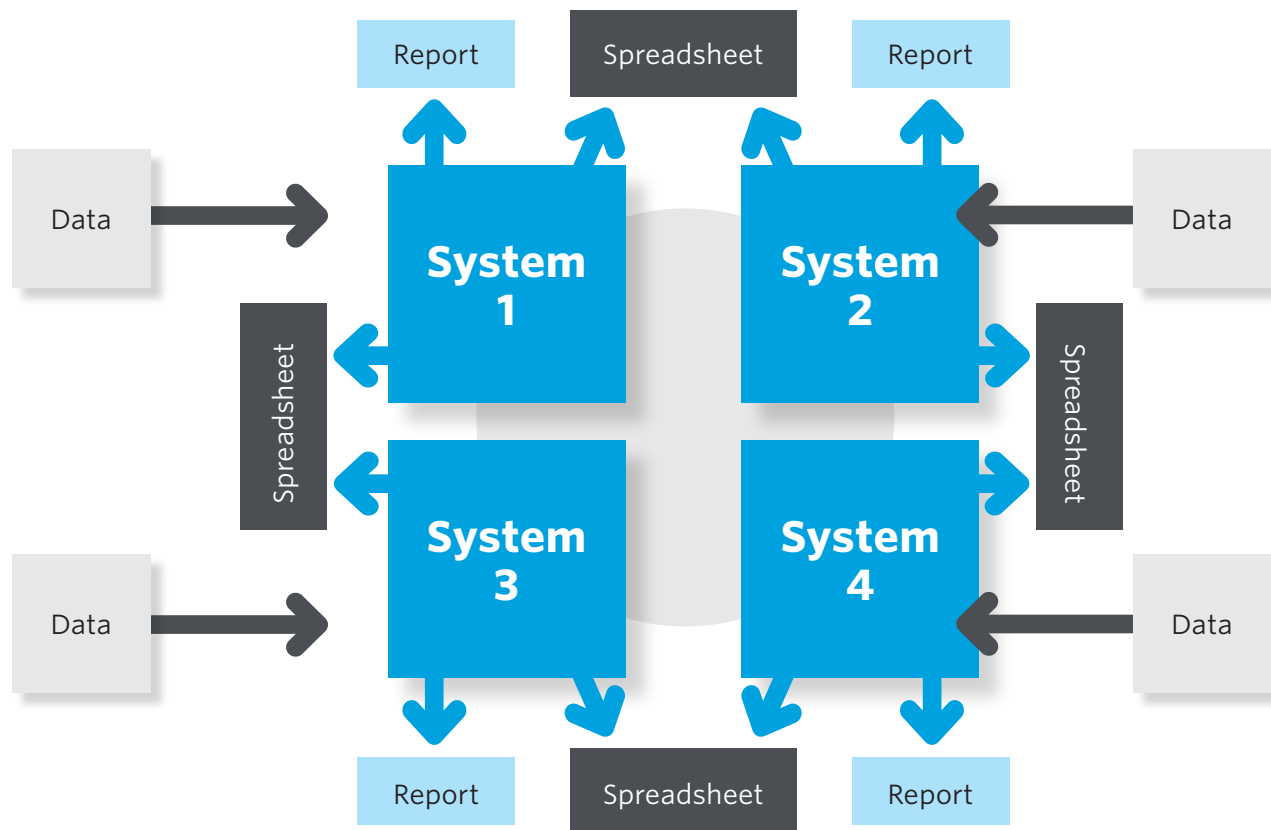 Report
Spreadsheet
Report
Data
System
1
System
2
Data
Spreadsheet
Spreadsheet
System
3
System
4
Data
Data
Report
Spreadsheet
Report